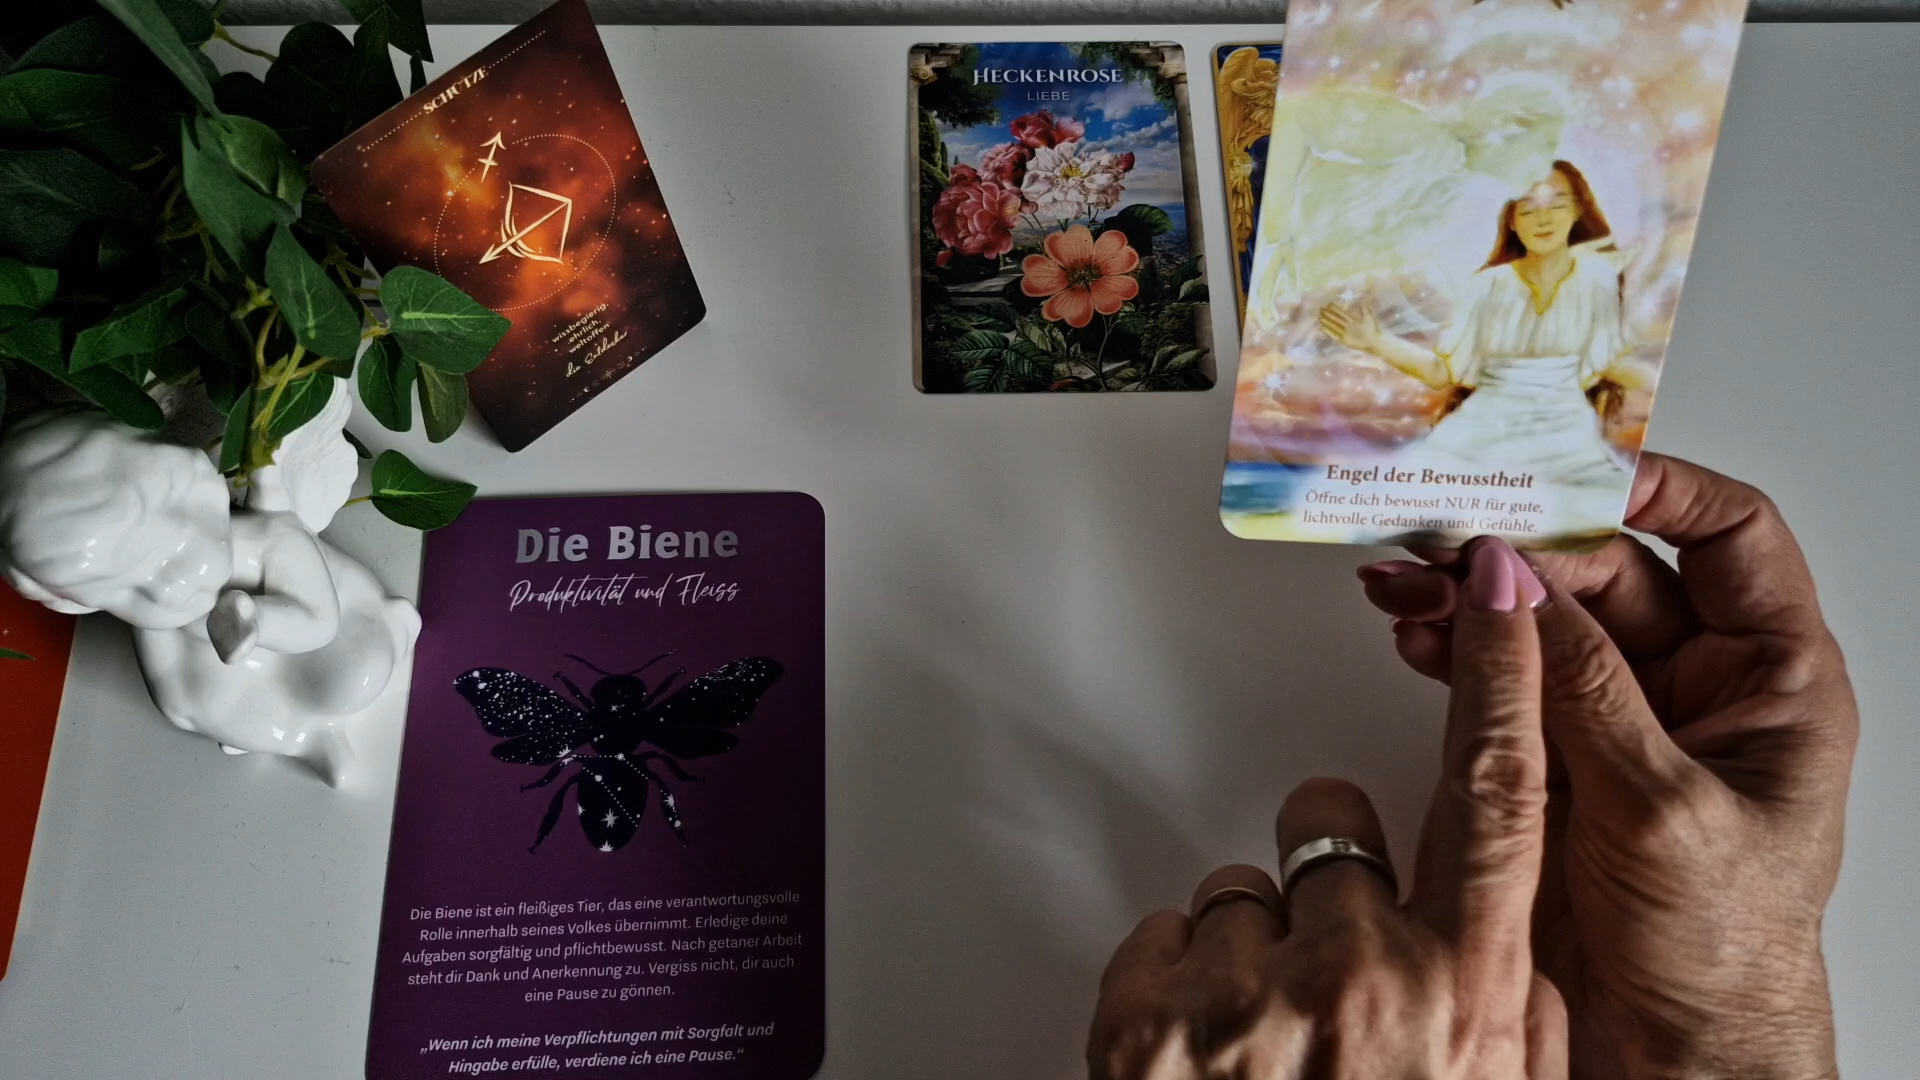 SCHÜTZE
wissbegierig,
ehrlich,
weltoffen
die Entdecker
HECKENROSE
LIEBE
Engel der Bewusstheit
Öffne dich bewusst NUR für gute,
lichtvolle Gedanken und Gefühle.
Die Biene
Produktivität und Fleiss
Die Biene ist ein fleißiges Tier, das eine verantwortungsvolle
Rolle innerhalb seines Volkes übernimmt. Erledige deine
Aufgaben sorgfältig und pflichtbewusst. Nach getaner Arbeit
steht dir Dank und Anerkennung zu. Vergiss nicht, dir auch
eine Pause zu gönnen.
„Wenn ich meine Verpflichtungen mit Sorgfalt und
Hingabe erfülle, verdiene ich eine Pause.“